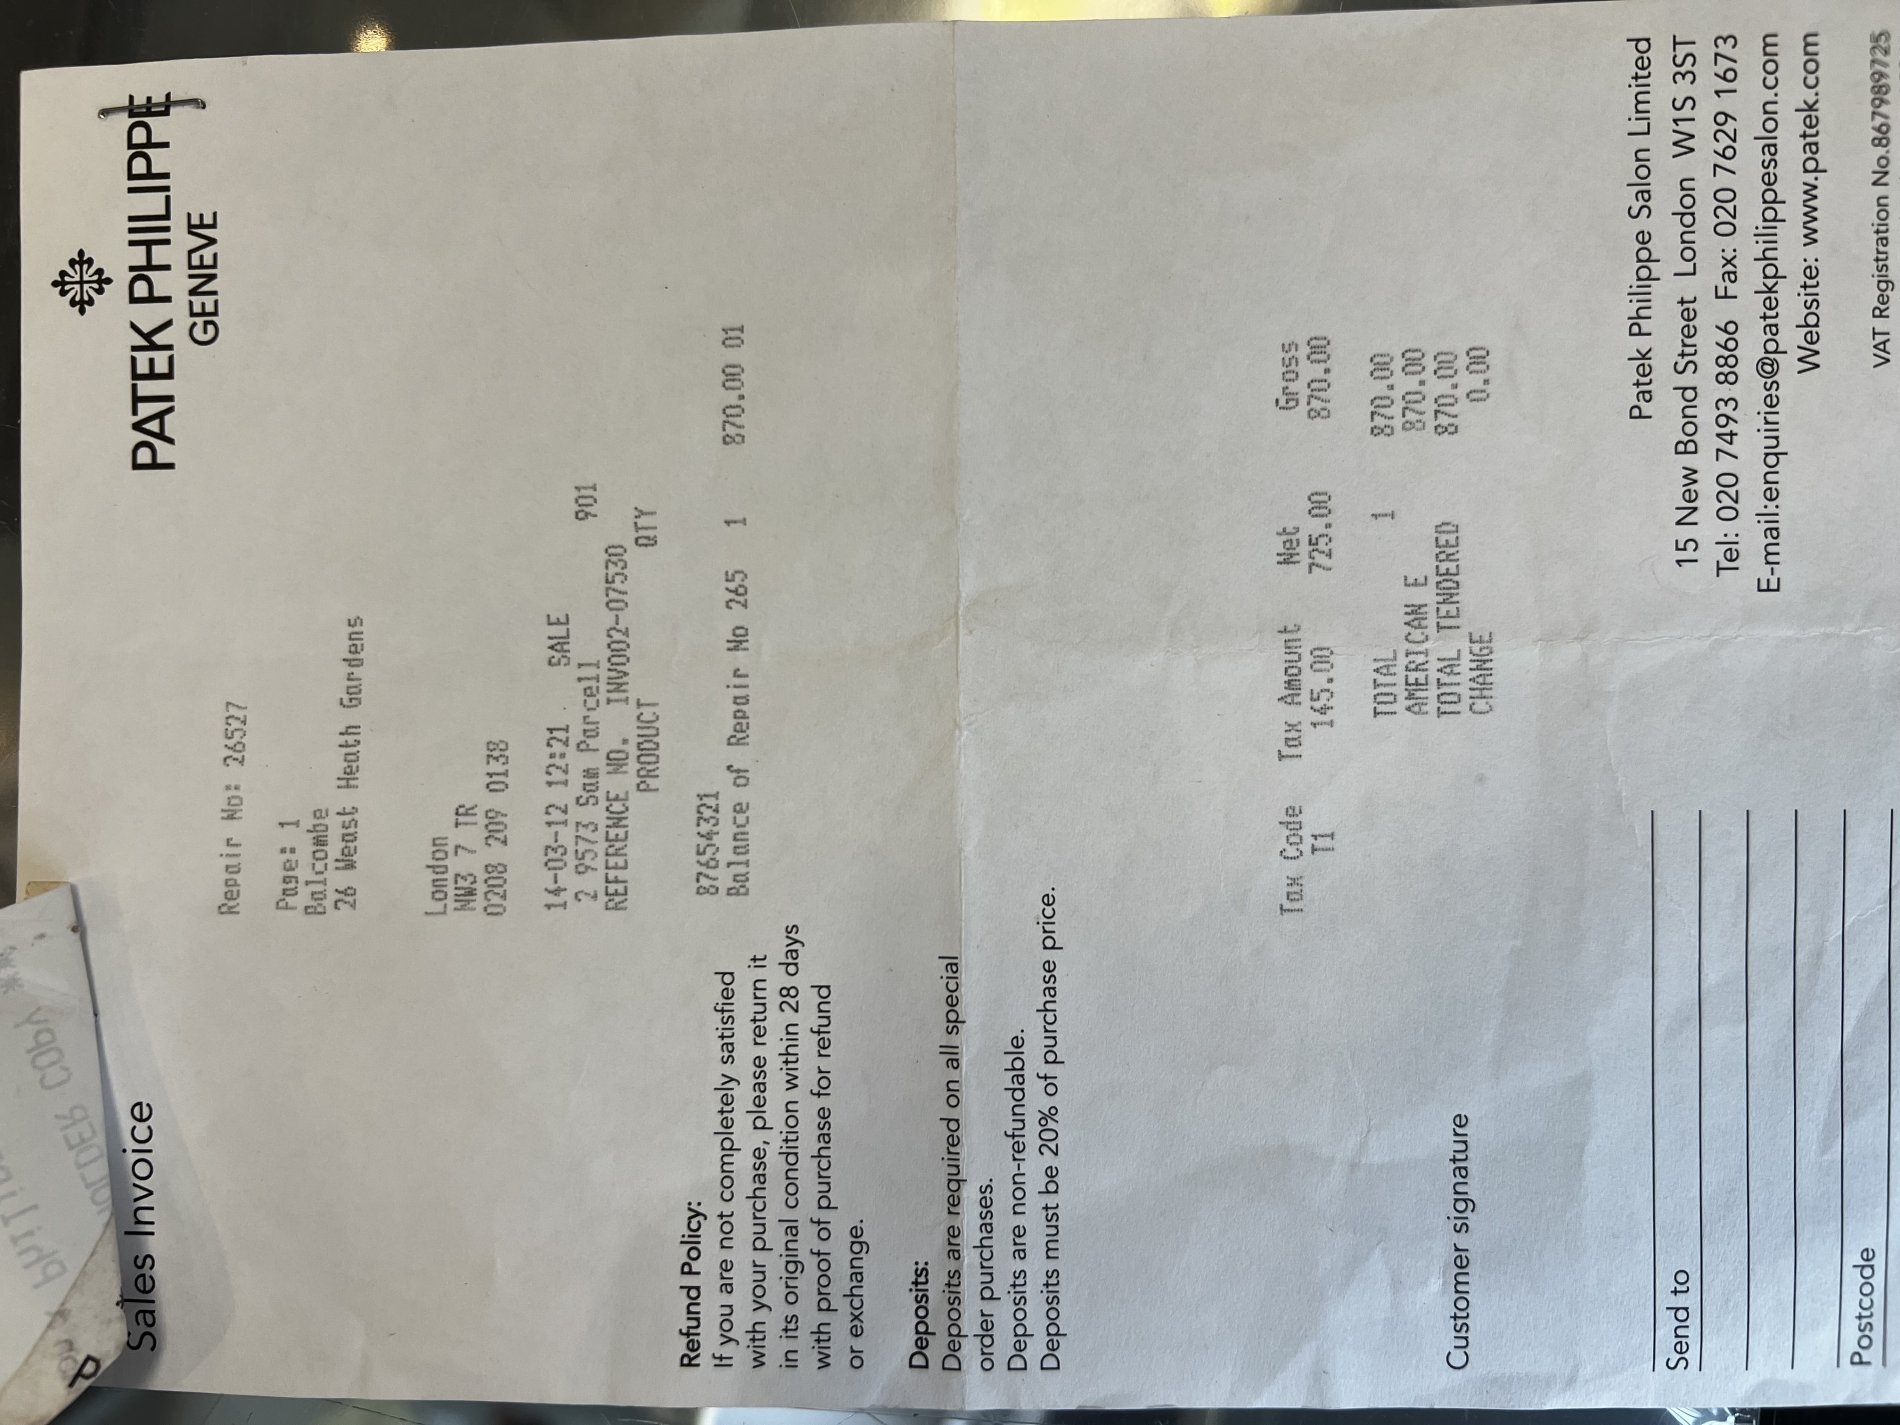 Sales Invoice
PATEK PHILIPPE
GENEVE
Repair No: 26527
Page: 1
Balcombe
26 Weast Heath Gardens
London
NW3 7 TR
0208 209 0138
14-03-12 12:21 SALE
2 9573 Sam Parcell 901
REFERENCE NO. INV002-07530
PRODUCT QTY
87654321
Balance of Repair No 265 1 870.00 01
Refund Policy:
If you are not completely satisfied
with your purchase, please return it
in its original condition within 28 days
with proof of purchase for refund
or exchange.
Deposits:
Deposits are required on all special
order purchases.
Deposits are non-refundable.
Deposits must be 20% of purchase price.
Tax Code Tax Amount Net Gross
T1 145.00 725.00 870.00
TOTAL 1 870.00
AMERICAN E 870.00
TOTAL TENDERED 870.00
CHANGE 0.00
Customer signature
Send to
Postcode
Patek Philippe Salon Limited
15 New Bond Street London W1S 3ST
Tel: 020 7493 8866 Fax: 020 7629 1673
E-mail:enquiries@patekphilippesalon.com
Website: www.patek.com
VAT Registration No.867989725
COPY **